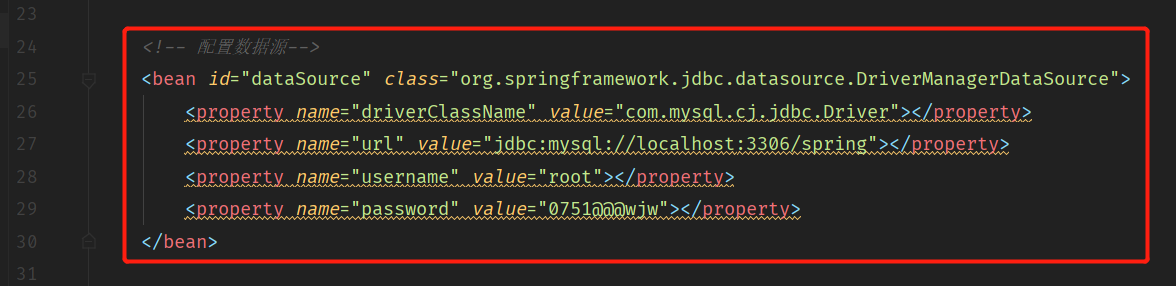 23
24 <!-- 配置数据源-->
25 <bean id="dataSource" class="org.springframework.jdbc.datasource.DriverManagerDataSource">
26 <property name="driverClassName" value="com.mysql.cj.jdbc.Driver"></property>
27 <property name="url" value="jdbc:mysql://localhost:3306/spring"></property>
28 <property name="username" value="root"></property>
29 <property name="password" value="0751@@@wjw"></property>
30 </bean>
31